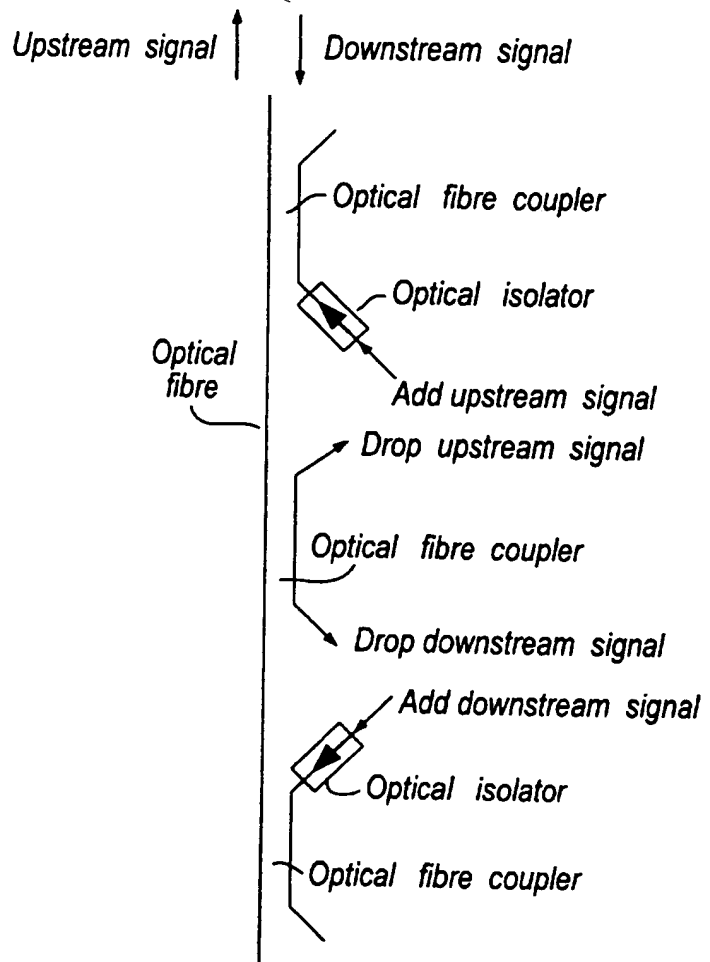 Upstream signal
Downstream signal
Optical fibre coupler
Optical isolator
Optical
fibre
Add upstream signal
Drop upstream signal
Optical fibre coupler
Drop downstream signal
Add downstream signal
Optical isolator
Optical fibre coupler